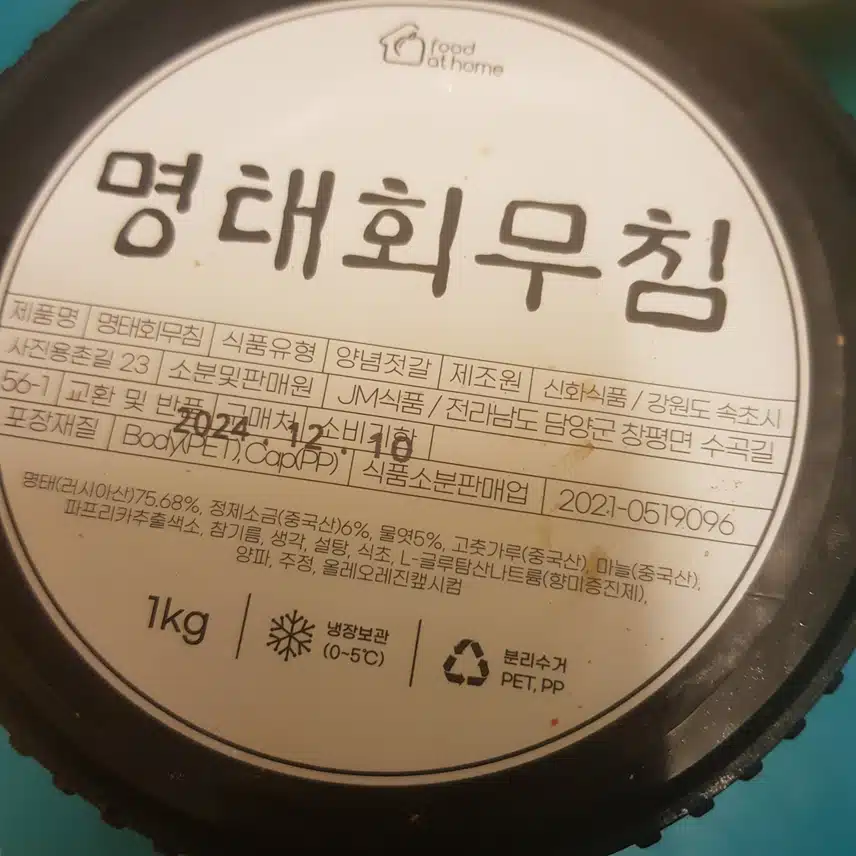 food
at home
명태회무침
제품명 명태회무침 식품유형 양념젓갈 제조원 신화식품 / 강원도 속초시
사진용촌길 23 소분및판매원 JM식품 / 전라남도 담양군 창평면 수곡길
56-1 교환 및 반품 구매처 소비기한
2024.12.10
포장재질 Body(PET),Cap(PP) 식품소분판매업 2021-0519096
명태(러시아산)75.68%, 정제소금(중국산)6%, 물엿5%, 고춧가루(중국산), 마늘(중국산),
파프리카추출색소, 참기름, 생각, 설탕, 식초, L-글루탐산나트륨(향미증진제),
양파, 주정, 올레오레진캪시컴
1kg
냉장보관
(0~5℃)
분리수거
PET, PP